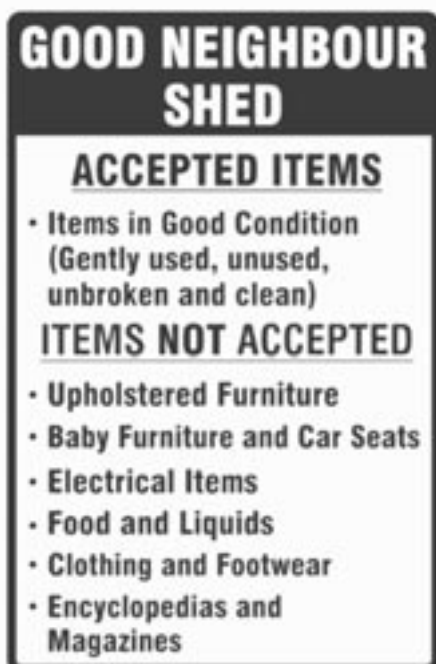 GOOD NEIGHBOUR
SHED
ACCEPTED ITEMS
· Items in Good Condition
(Gently used, unused,
unbroken and clean)
ITEMS NOT ACCEPTED
· Upholstered Furniture
· Baby Furniture and Car Seats
· Electrical Items
· Food and Liquids
· Clothing and Footwear
· Encyclopedias and
Magazines